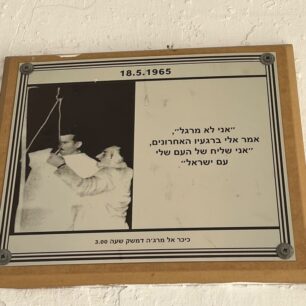 18.5.1965
״אני לא מרגל״,
אמר אלי ברגעיו האחרונים,
״אני שליח של העם שלי
עם ישראל״
כיכר אל מרג'ה דמשק שעה 3.00